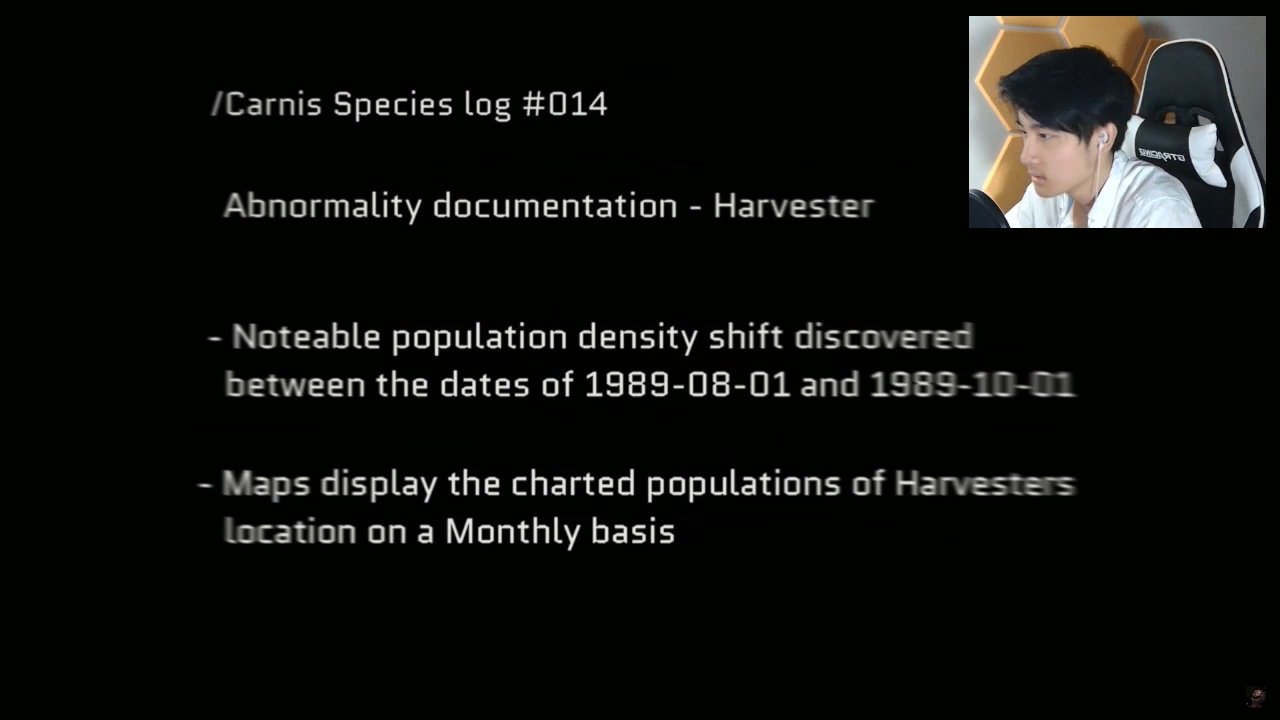 /Carnis Species log #014
Abnormality documentation - Harvester
- Noteable population density shift discovered
between the dates of 1989-08-01 and 1989-10-01
- Maps display the charted populations of Harvesters
location on a Monthly basis
GTRACING